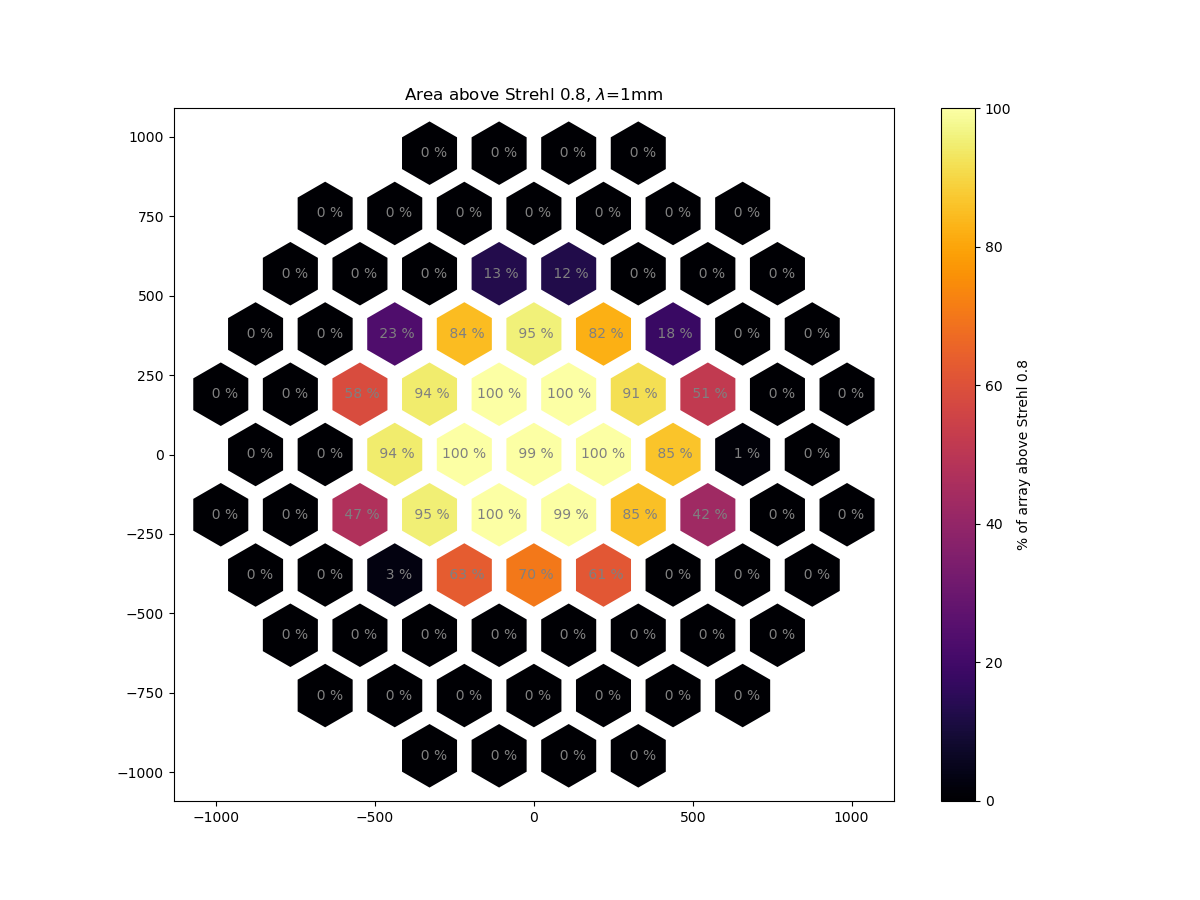 Area above Strehl 0.8, λ=1mm
1000
750
500
250
0
−250
−500
−750
−1000
0 % 0 % 0 % 0 %
0 % 0 % 0 % 0 % 0 % 0 % 0 %
0 % 0 % 0 % 13 % 12 % 0 % 0 % 0 %
0 % 0 % 23 % 84 % 95 % 82 % 18 % 0 % 0 %
0 % 0 % 58 % 94 % 100 % 100 % 91 % 51 % 0 % 0 %
0 % 0 % 94 % 100 % 99 % 100 % 85 % 1 % 0 %
0 % 0 % 47 % 95 % 100 % 99 % 85 % 42 % 0 % 0 %
0 % 0 % 3 % % 70 % % 0 % 0 % 0 %
0 % 0 % 0 % 0 % 0 % 0 % 0 % 0 %
0 % 0 % 0 % 0 % 0 % 0 % 0 %
0 % 0 % 0 % 0 %
−1000 −500 0 500 1000
100
80
60
40
20
0
% of array above Strehl 0.8